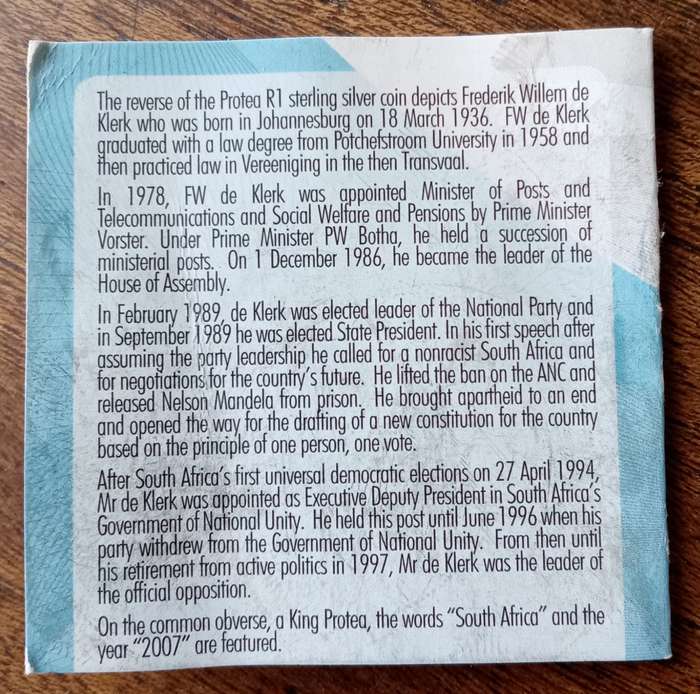 The reverse of the Protea R1 sterling silver coin depicts Frederik Willem de
Klerk who was born in Johannesburg on 18 March 1936. FW de Klerk
graduated with a law degree from Potchefstroom University in 1958 and
then practiced law in Vereeniging in the then Transvaal.
In 1978, FW de Klerk was appointed Minister of Posts and
Telecommunications and Social Welfare and Pensions by Prime Minister
Vorster. Under Prime Minister PW Botha, he held a succession of
ministerial posts. On 1 December 1986, he became the leader of the
House of Assembly.
In February 1989, de Klerk was elected leader of the National Party and
in September 1989 he was elected State President. In his first speech after
assuming the party leadership he called for a nonracist South Africa and
for negotiations for the country's future. He lifted the ban on the ANC and
released Nelson Mandela from prison. He brought apartheid to an end
and opened the way for the drafting of a new constitution for the country
based on the principle of one person, one vote.
After South Africa's first universal democratic elections on 27 April 1994,
Mr de Klerk was appointed as Executive Deputy President in South Africa's
Government of National Unity. He held this post until June 1996 when his
party withdrew from the Government of National Unity. From then until
his retirement from active politics in 1997, Mr de Klerk was the leader of
the official opposition.
On the common obverse, a King Protea, the words "South Africa" and the
year "2007" are featured.